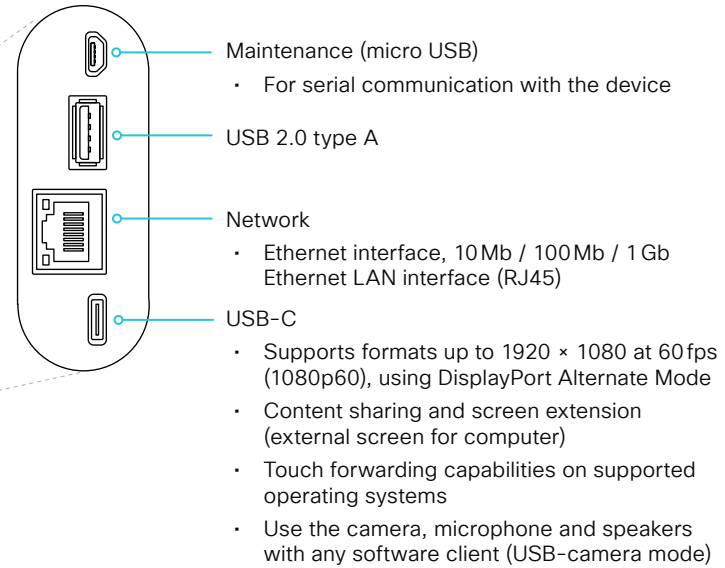 Maintenance (micro USB)
· For serial communication with the device
USB 2.0 type A
Network
· Ethernet interface, 10 Mb / 100 Mb / 1 Gb
Ethernet LAN interface (RJ45)
USB-C
· Supports formats up to 1920 × 1080 at 60 fps
(1080p60), using DisplayPort Alternate Mode
· Content sharing and screen extension
(external screen for computer)
· Touch forwarding capabilities on supported
operating systems
· Use the camera, microphone and speakers
with any software client (USB-camera mode)